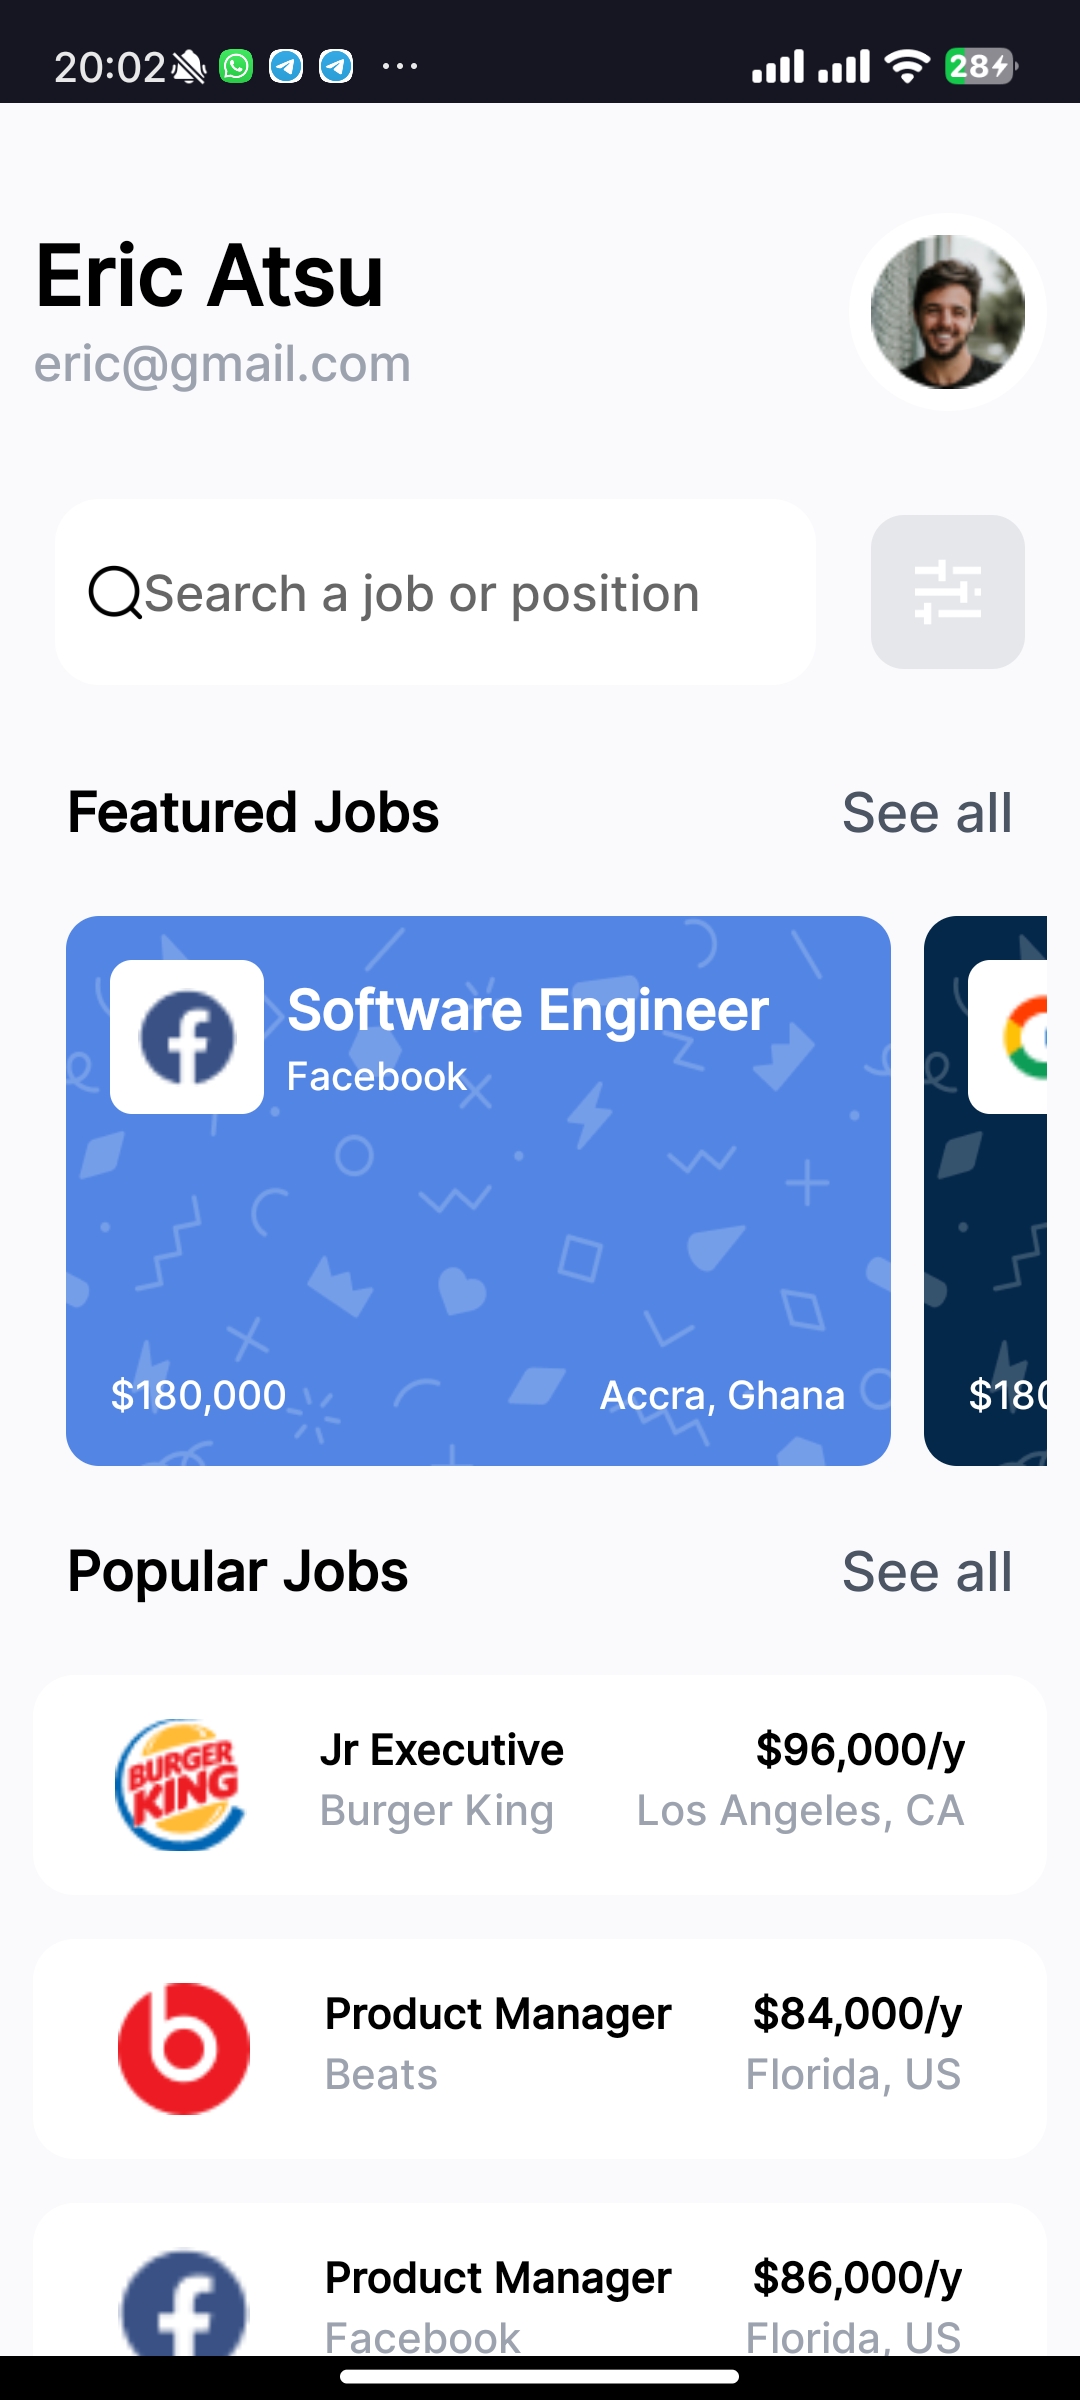 20:02
28
Eric Atsu
eric@gmail.com
Search a job or position
Featured Jobs
See all
Software Engineer
Facebook
$180,000
Accra, Ghana
$180
Popular Jobs
See all
BURGER
KING
Jr Executive
$96,000/y
Burger King
Los Angeles, CA
Product Manager
$84,000/y
Beats
Florida, US
Product Manager
$86,000/y
Facebook
Florida, US